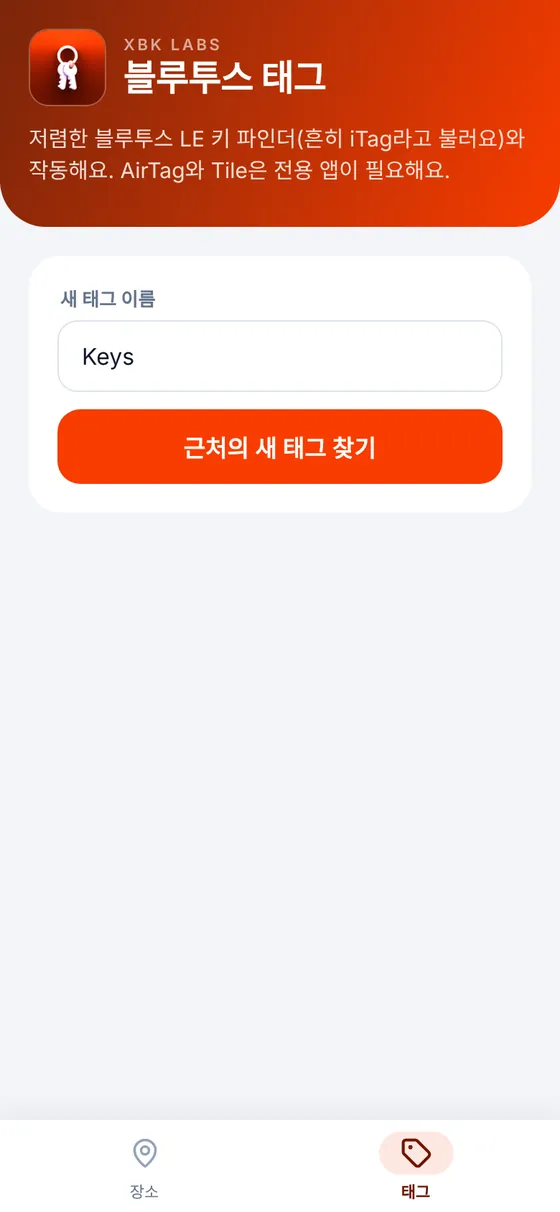 XBK LABS
블루투스 태그
저렴한 블루투스 LE 키 파인더(흔히 iTag라고 불러요)와
작동해요. AirTag와 Tile은 전용 앱이 필요해요.
새 태그 이름
Keys
근처의 새 태그 찾기
장소
태그